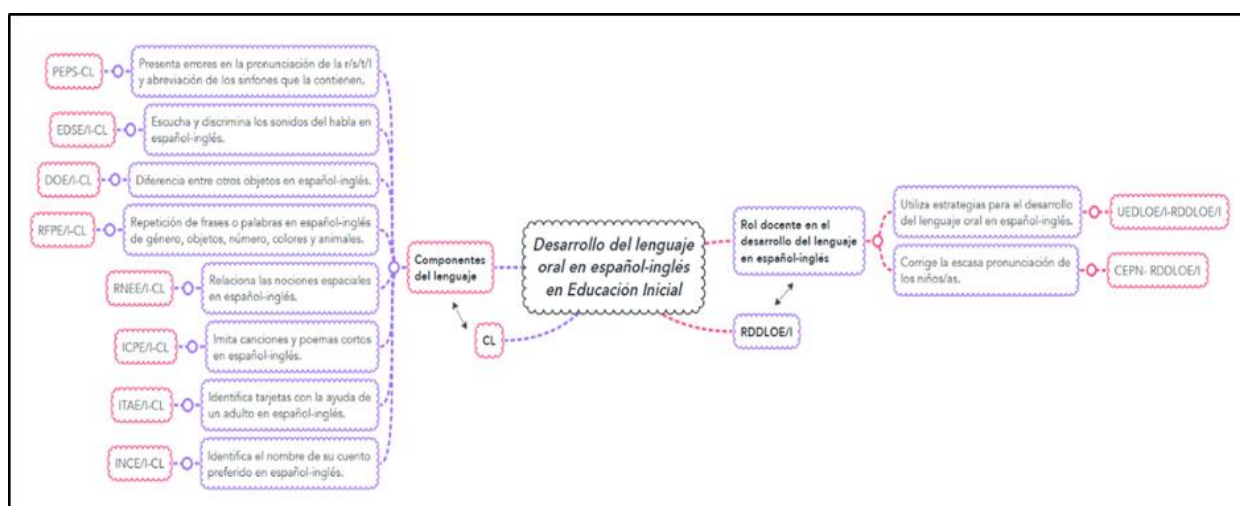 PEPS-CL
Presenta errores en la pronunciación de la r/s/t/l
y abreviación de los sinfones que la contienen.
EDSE/I-CL
Escucha y discrimina los sonidos del habla en
español-inglés.
DOE/I-CL
Diferencia entre otros objetos en español-inglés.
RFPE/I-CL
Repetición de frases o palabras en español-inglés
de género, objetos, número, colores y animales.
RNEE/I-CL
Relaciona las nociones espaciales
en español-inglés.
ICPE/I-CL
Imita canciones y poemas cortos
en español-inglés.
ITAE/I-CL
Identifica tarjetas con la ayuda de
un adulto en español-inglés.
INCE/I-CL
Identifica el nombre de su cuento
preferido en español-inglés.
Componentes
del lenguaje
CL
Desarrollo del lenguaje
oral en español-inglés
en Educación Inicial
Rol docente en el
desarrollo del lenguaje
en español-inglés
RDDLOE/I
Utiliza estrategias para el desarrollo
del lenguaje oral en español-inglés.
UEDLOE/I-RDDLOE/I
Corrige la escasa pronunciación de
los niños/as.
CEPN- RDDLOE/I